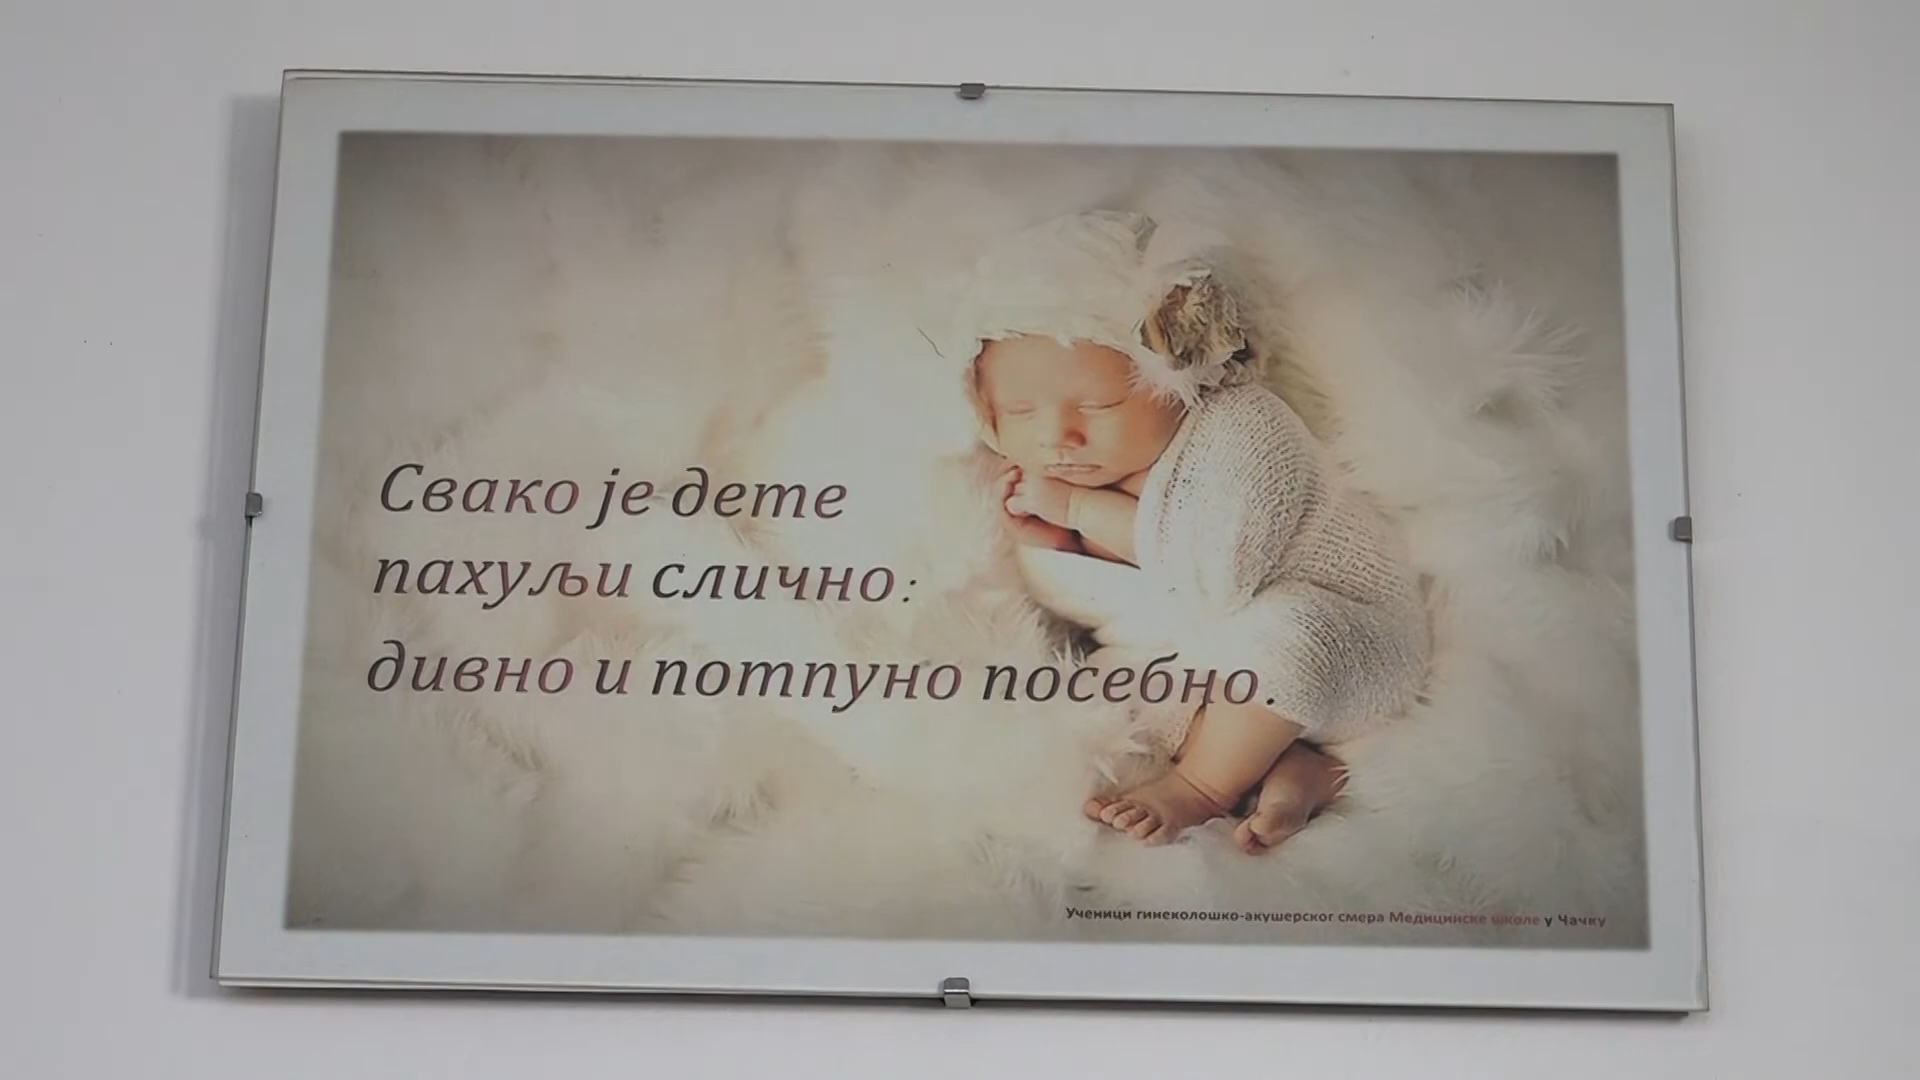 Свако је дете
пахуљи слично:
дивно и потпуно посебно.
Ученици гинеколошко-акушерског смера Медицинске школе у Чачку